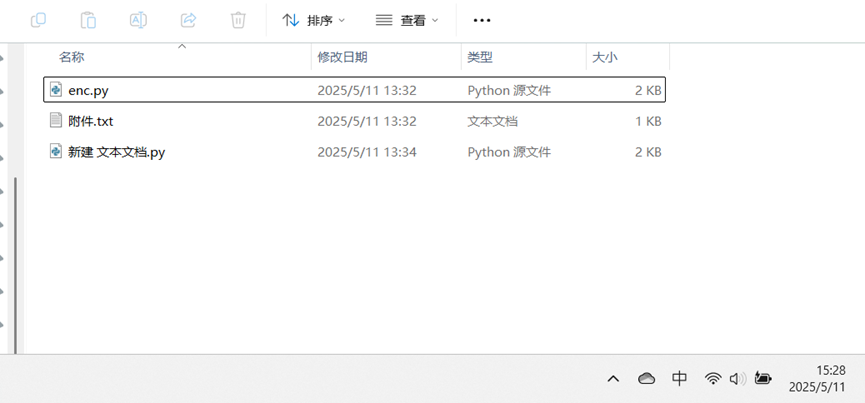 排序 查看
名称 修改日期 类型 大小
enc.py 2025/5/11 13:32 Python 源文件 2 KB
附件.txt 2025/5/11 13:32 文本文档 1 KB
新建 文本文档.py 2025/5/11 13:34 Python 源文件 2 KB
中 15:28
2025/5/11